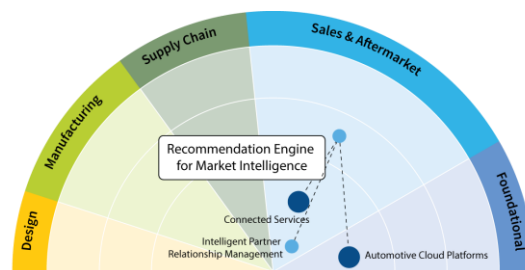 Supply Chain
Sales & Aftermarket
Manufacturing
Recommendation Engine
for Market Intelligence
Design
Connected Services
Intelligent Partner
Relationship Management
Automotive Cloud Platforms
Foundational